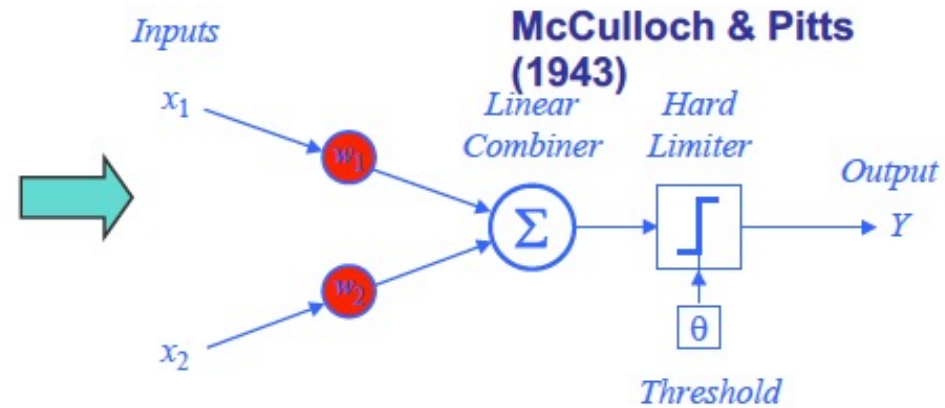 McCulloch & Pitts
(1943)
Inputs
x1
w1
w2
x2
Linear
Combiner
Σ
Hard
Limiter
θ
Threshold
Output
Y